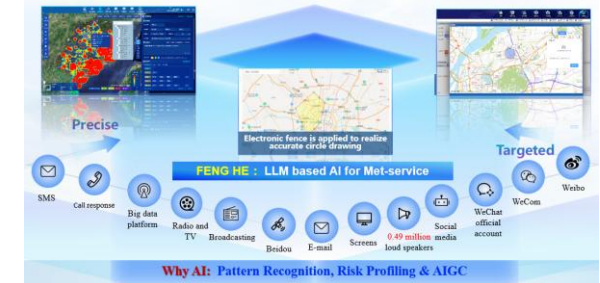 Precise
Electronic fence is applied to realize
accurate circle drawing
Targeted
FENG HE： LLM based AI for Met-service
SMS
Call response
Big data
platform
Radio and
TV
Broadcasting
Beidou
E-mail
Screens
0.49 million
loud speakers
Social
media
WeChat
official
account
WeCom
Weibo
Why AI: Pattern Recognition, Risk Profiling & AIGC